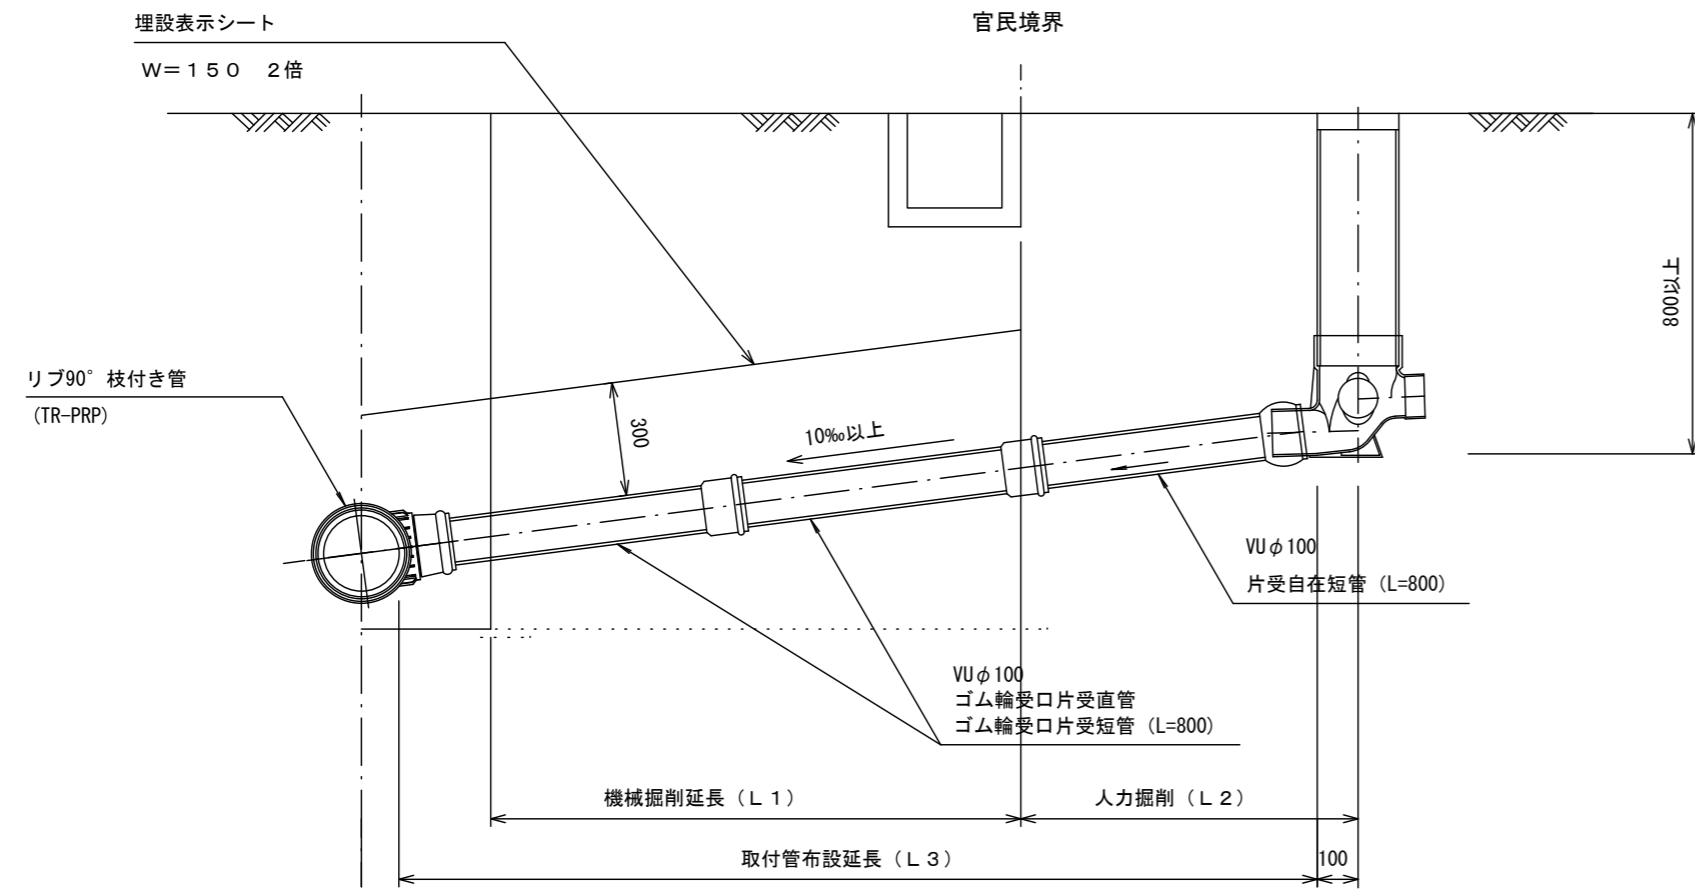 埋設表示シート
W=150 2倍
官民境界
800以上
リブ90°枝付き管
(TR-PRP)
300
10‰以上
VUφ100
片受自在短管 (L=800)
VUφ100
ゴム輪受口片受直管
ゴム輪受口片受短管 (L=800)
機械掘削延長(L1)
人力掘削(L2)
取付管布設延長(L3)
100